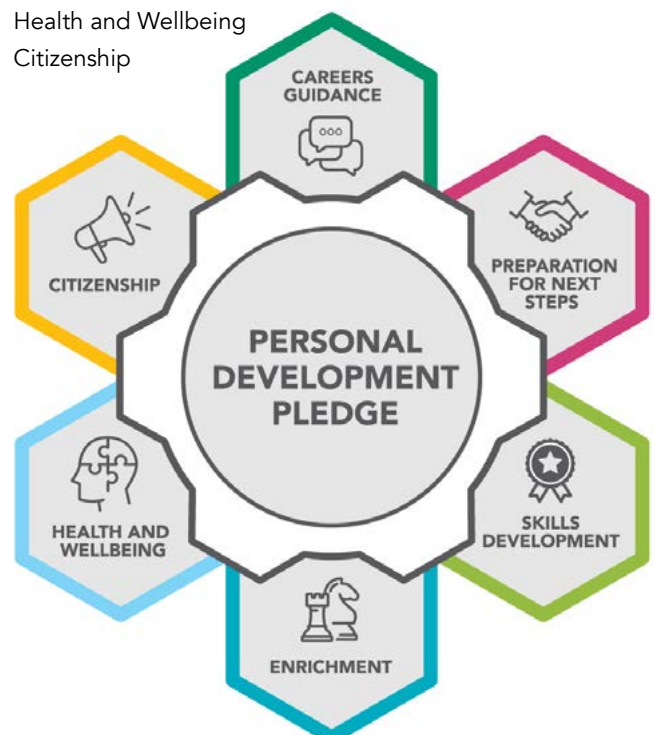 Health and Wellbeing
Citizenship
CAREERS
GUIDANCE
PREPARATION
FOR NEXT
STEPS
CITIZENSHIP
PERSONAL
DEVELOPMENT
PLEDGE
HEALTH AND
WELLBEING
SKILLS
DEVELOPMENT
ENRICHMENT